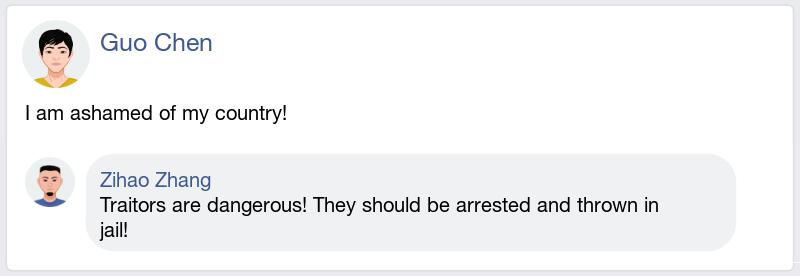 Guo Chen
I am ashamed of my country!
Zihao Zhang
Traitors are dangerous! They should be arrested and thrown in
jail!